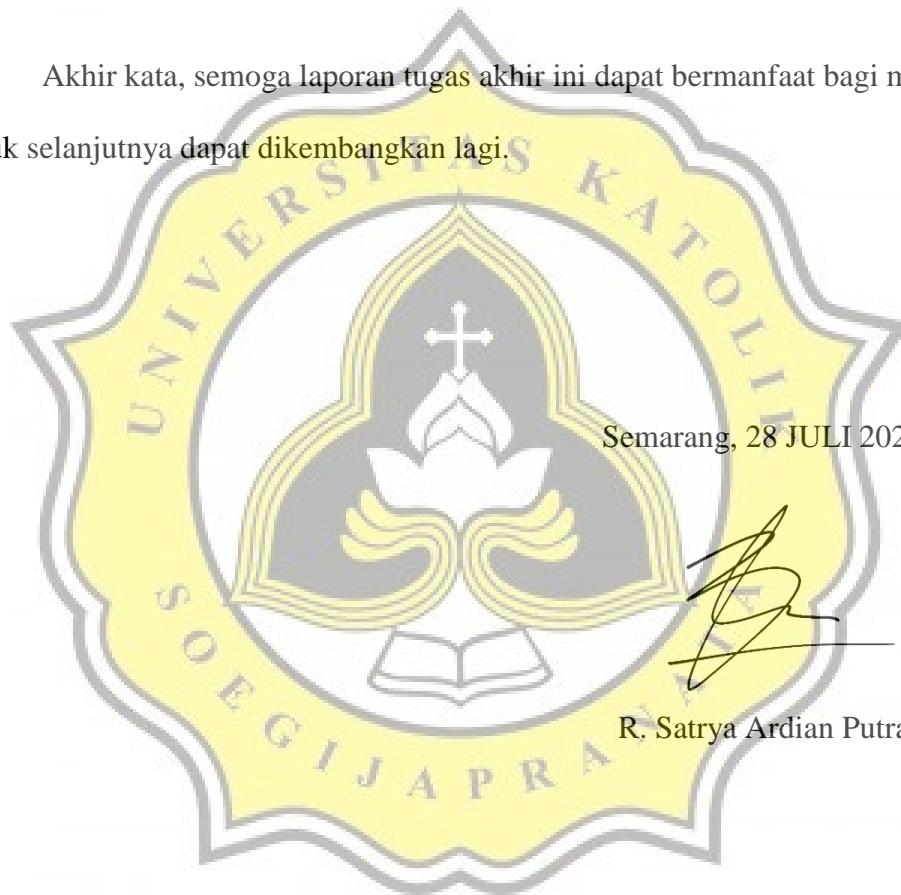 Akhir kata, semoga laporan tugas akhir ini dapat bermanfaat bagi
selanjutnya dapat dikembangkan lagi.
UNIVERSITAS KATOLIK
Semarang, 28 JULI
R. Satrya Ardian Putra
SOEGIJAPRANATA